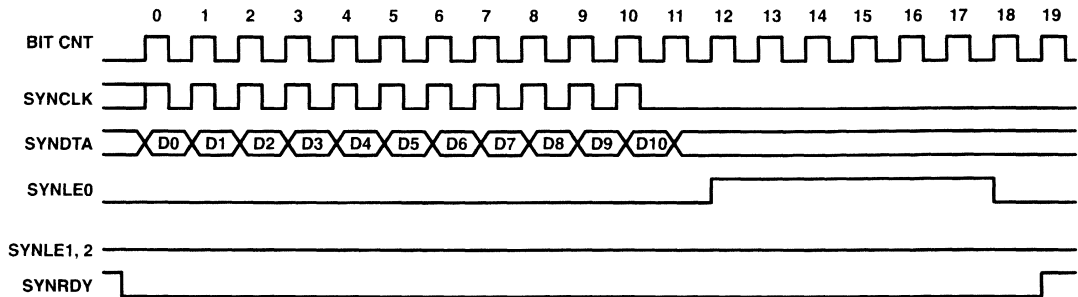 0 1 2 3 4 5 6 7 8 9 10 11 12 13 14 15 16 17 18 19
BIT CNT
SYNCLK
SYNDTA D0 D1 D2 D3 D4 D5 D6 D7 D8 D9 D10
SYNLE0
SYNLE1, 2
SYNRDY